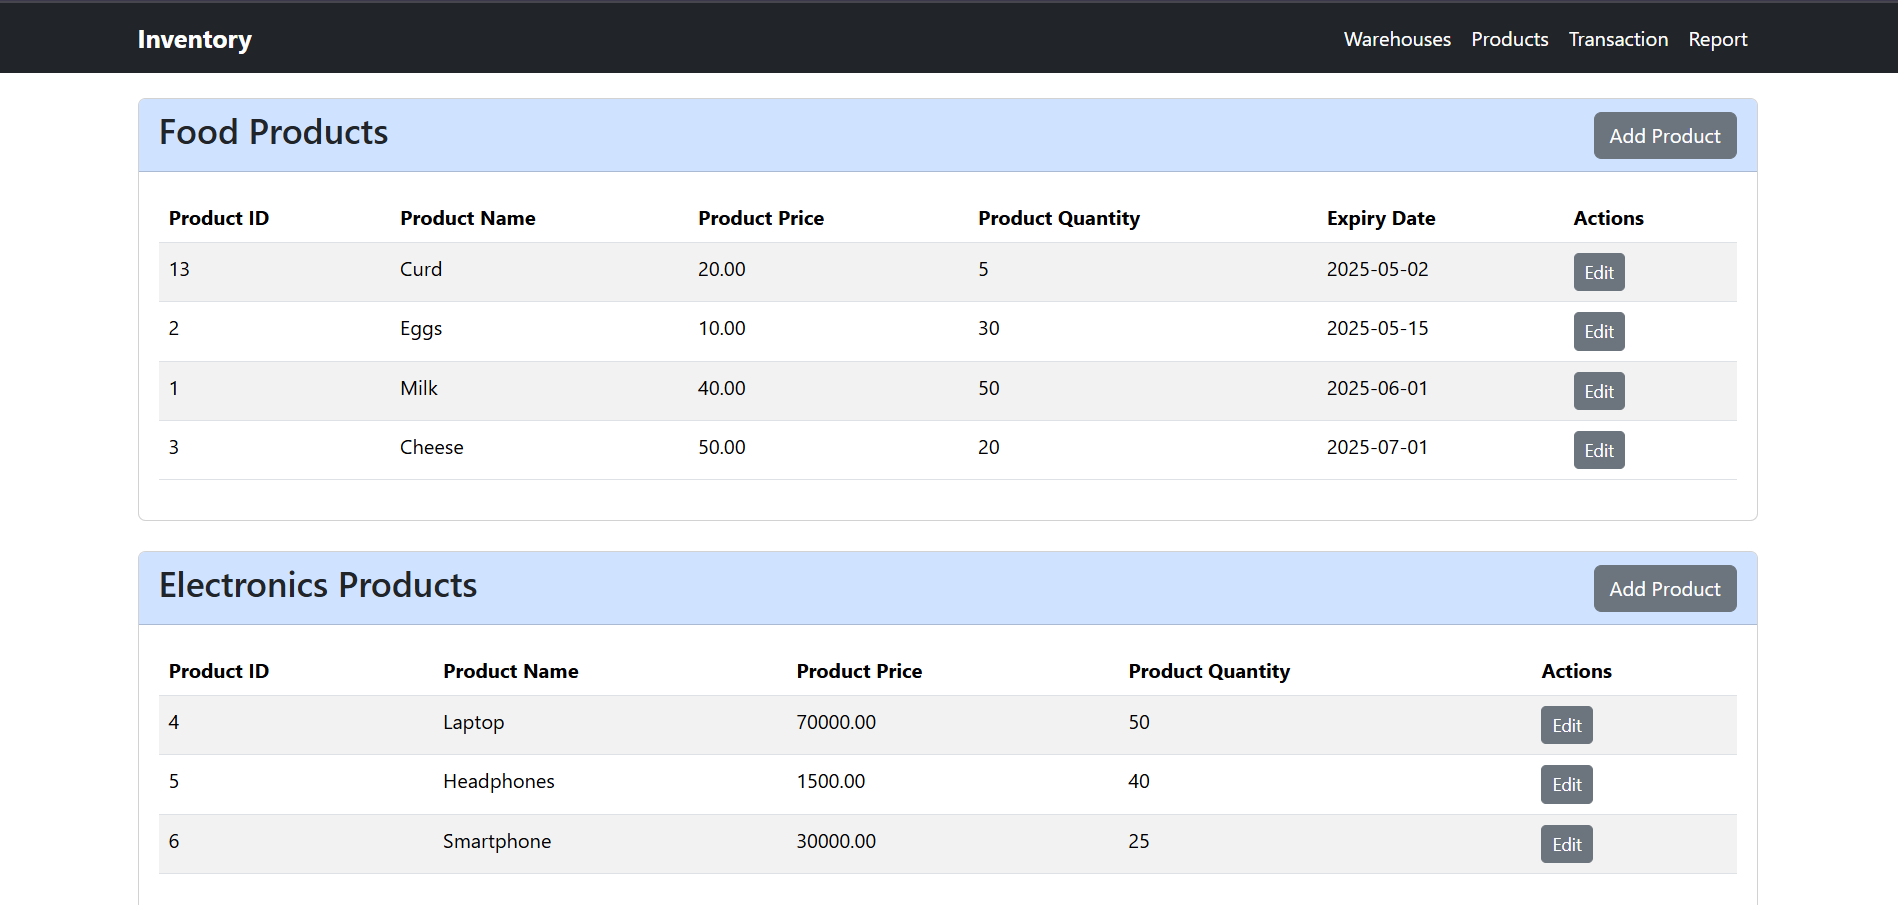 Inventory Warehouses Products Transaction Report
Food Products Add Product
Product ID Product Name Product Price Product Quantity Expiry Date Actions
13 Curd 20.00 5 2025-05-02 Edit
2 Eggs 10.00 30 2025-05-15 Edit
1 Milk 40.00 50 2025-06-01 Edit
3 Cheese 50.00 20 2025-07-01 Edit
Electronics Products Add Product
Product ID Product Name Product Price Product Quantity Actions
4 Laptop 70000.00 50 Edit
5 Headphones 1500.00 40 Edit
6 Smartphone 30000.00 25 Edit